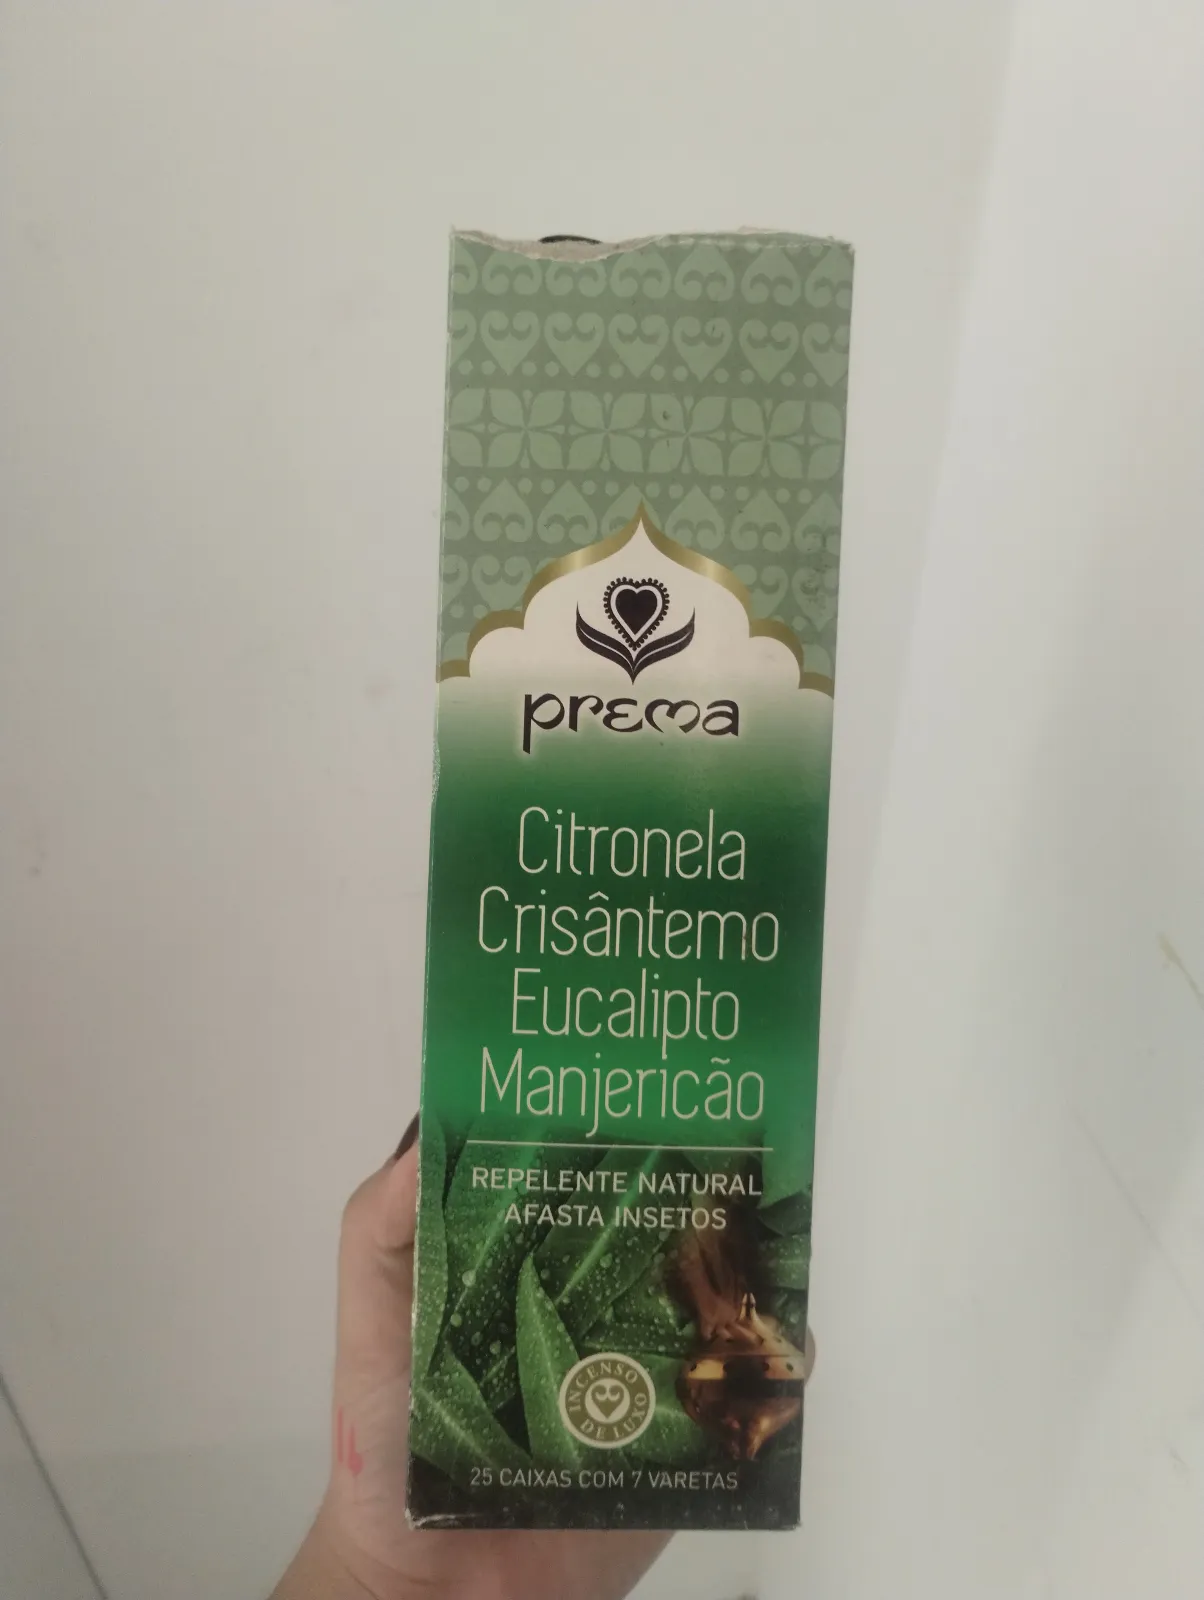 prema
Citronela
Crisântemo
Eucalipto
Manjericão
REPELENTE NATURAL
AFASTA INSETOS
INCENSO
DE LUXO
25 CAIXAS COM 7 VARETAS